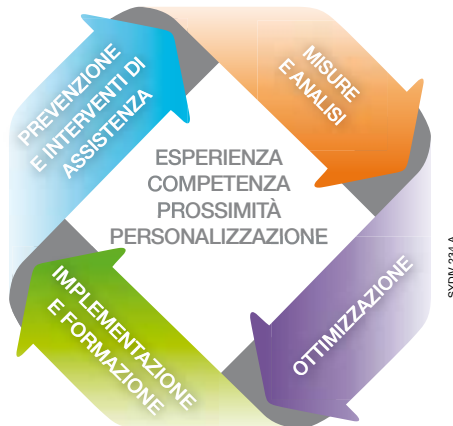 PREVENZIONE
E INTERVENTI DI
ASSISTENZA
MISURE
E ANALISI
ESPERIENZA
COMPETENZA
PROSSIMITÀ
PERSONALIZZAZIONE
OTTIMIZZAZIONE
IMPLEMENTAZIONE
E FORMAZIONE